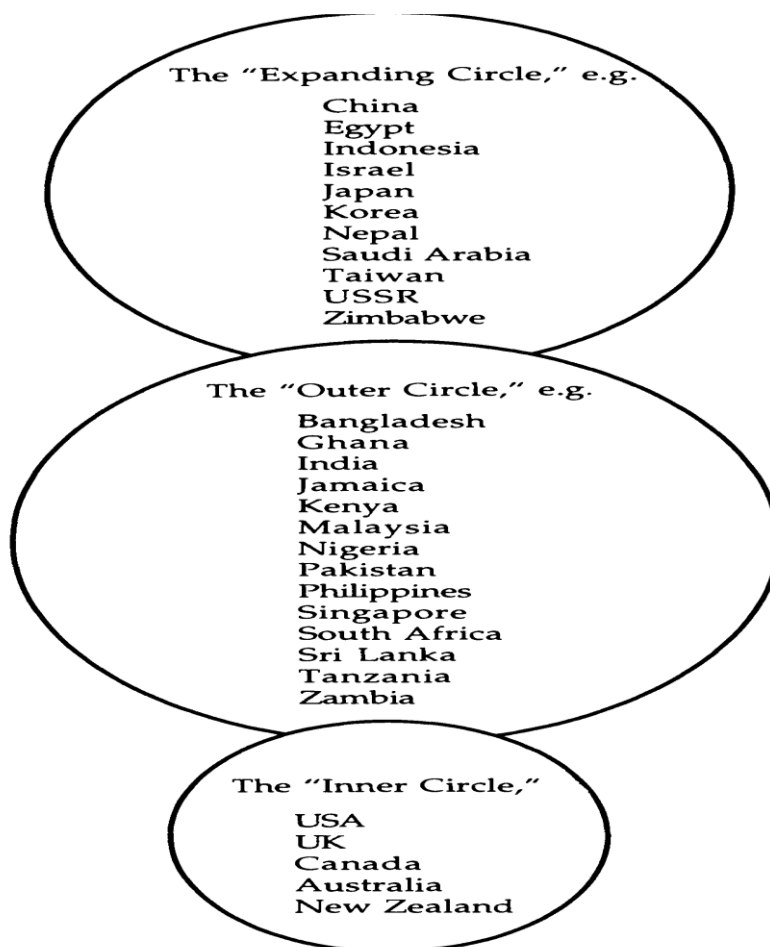 The "Expanding Circle," e.g.
China
Egypt
Indonesia
Israel
Japan
Korea
Nepal
Saudi Arabia
Taiwan
USSR
Zimbabwe
The "Outer Circle," e.g.
Bangladesh
Ghana
India
Jamaica
Kenya
Malaysia
Nigeria
Pakistan
Philippines
Singapore
South Africa
Sri Lanka
Tanzania
Zambia
The "Inner Circle,"
USA
UK
Canada
Australia
New Zealand